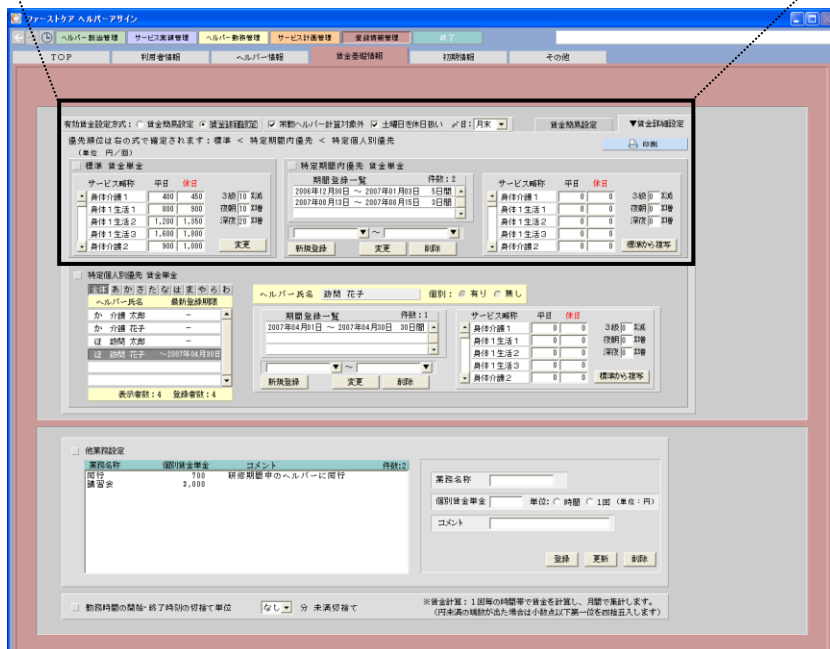 ファーストケア ヘルパーアサイン
ヘルパー割当管理 サービス実績管理 ヘルパー勤務管理 サービス計画管理 登録情報管理 終了
TOP 利用者情報 ヘルパー情報 賃金基礎情報 初期情報 その他
有効賃金設定方式： 賃金簡易設定 賃金詳細設定 常勤ヘルパー計算対象外 土曜日を休日扱い 〆日：月末 賃金簡易設定 ▼賃金詳細設定
優先順位は右の式で確定されます：標準 ＜ 特定期間内優先 ＜ 特定個人別優先 印刷
（単位 円／回）
標準 賃金単金
サービス略称 平日 休日
身体介護1 400 450 3級 10 ％減
身体1生活1 800 900 夜朝 10 ％増
身体1生活2 1,200 1,350 深夜 20 ％増
身体1生活3 1,600 1,800
身体介護2 900 1,000 変更
特定期間内優先 賃金単金
期間登録一覧 件数：2
2006年12月30日 ～ 2007年01月03日 5日間
2007年08月13日 ～ 2007年08月15日 3日間
～
新規登録 変更 削除
サービス略称 平日 休日
身体介護1 0 0 3級 0 ％減
身体1生活1 0 0 夜朝 0 ％増
身体1生活2 0 0 深夜 0 ％増
身体1生活3 0 0
身体介護2 0 0 標準から複写
特定個人別優先 賃金単金
全体 あ か さ た な は ま や ら わ
ヘルパー氏名 最新登録期限
か 介護 太郎 －
か 介護 花子 －
ほ 訪問 太郎 －
ほ 訪問 花子 ～2007年04月30日
表示者数：4 登録者数：4
ヘルパー氏名 訪問 花子 個別： 有り 無し
期間登録一覧 件数：1
2007年04月01日 ～ 2007年04月30日 30日間
～
新規登録 変更 削除
サービス略称 平日 休日
身体介護1 0 0 3級 0 ％減
身体1生活1 0 0 夜朝 0 ％増
身体1生活2 0 0 深夜 0 ％増
身体1生活3 0 0
身体介護2 0 0 標準から複写
他業務設定
業務名称 個別賃金単金 コメント 件数：2
同行 700 研修期間中のヘルパーに同行
講習会 3,000
業務名称
個別賃金単金 単位： 時間 1回 （単位：円）
コメント
登録 更新 削除
勤務時間の開始・終了時刻の切捨て単位 なし 分 未満切捨て
※賃金計算：1回毎の時間帯で賃金を計算し、月間で集計します。
（円未満の端数が出た場合は小数点以下第一位を四捨五入します）